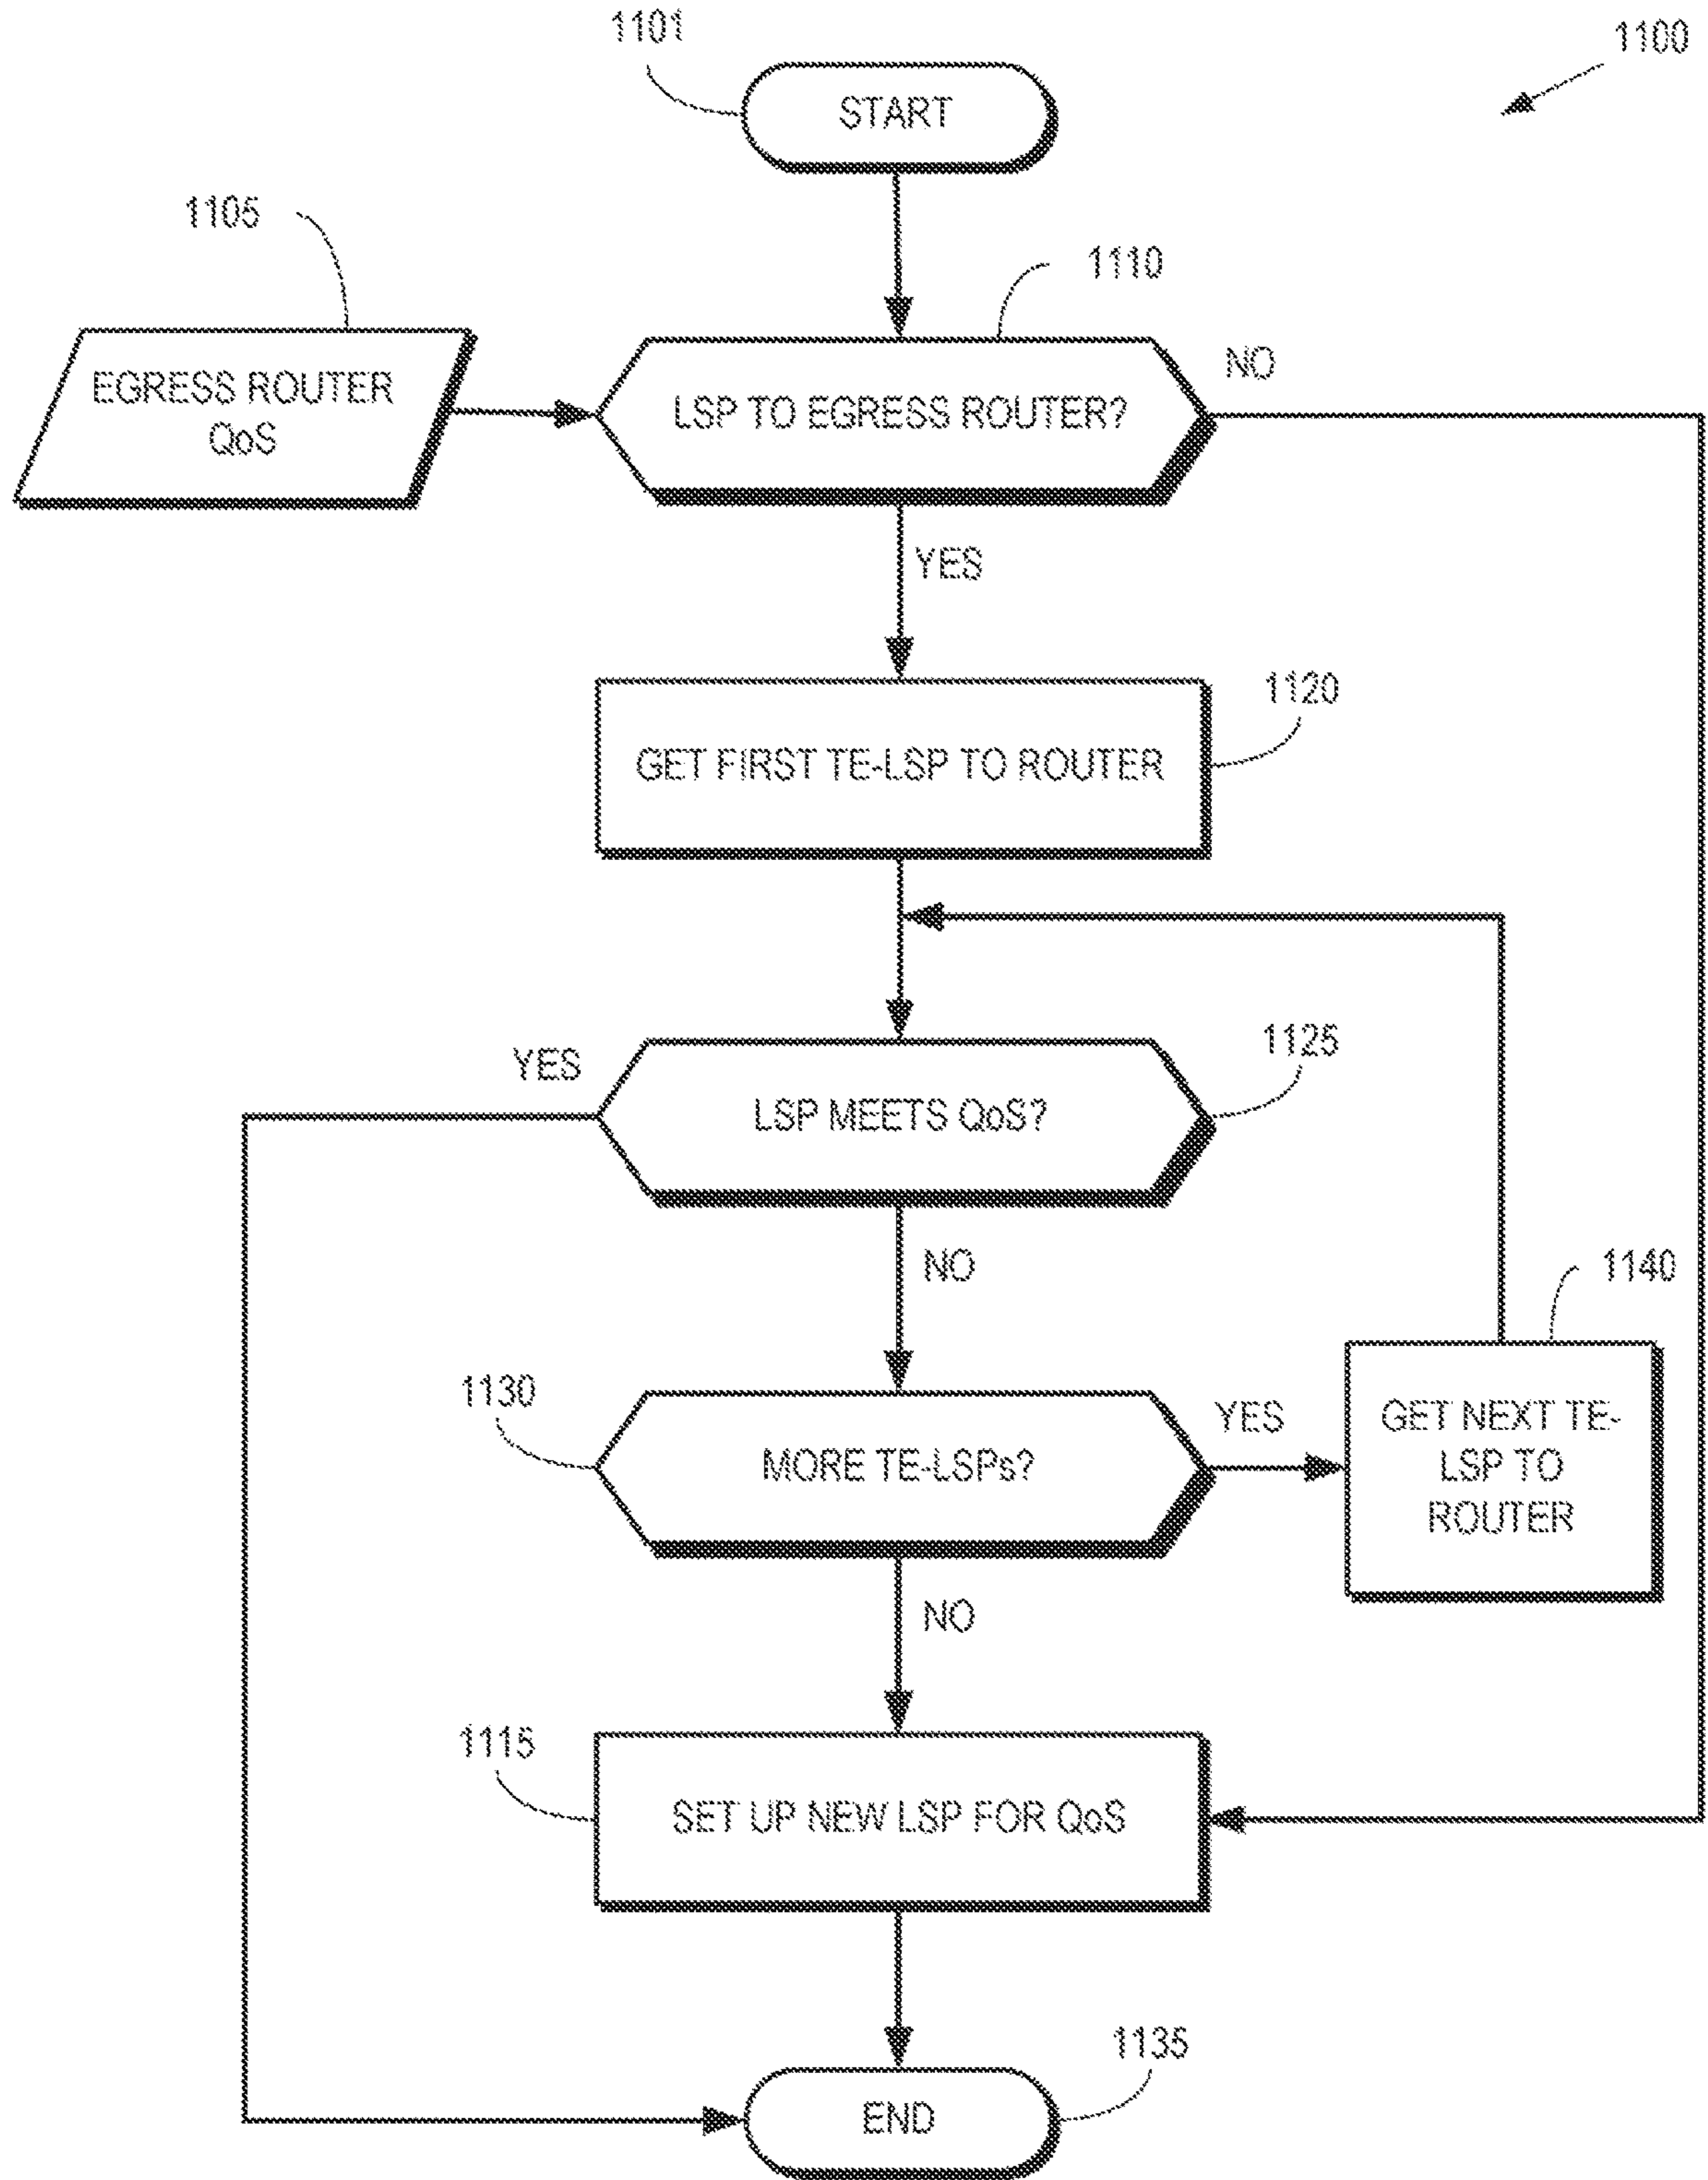 1101
1100
START
1105
1110
EGRESS ROUTER
QoS
LSP TO EGRESS ROUTER?
NO
YES
1120
GET FIRST TE-LSP TO ROUTER
YES
1125
LSP MEETS QoS?
NO
1140
1130
MORE TE-LSPs?
YES
GET NEXT TE-
LSP TO
ROUTER
NO
1115
SET UP NEW LSP FOR QoS
1135
END